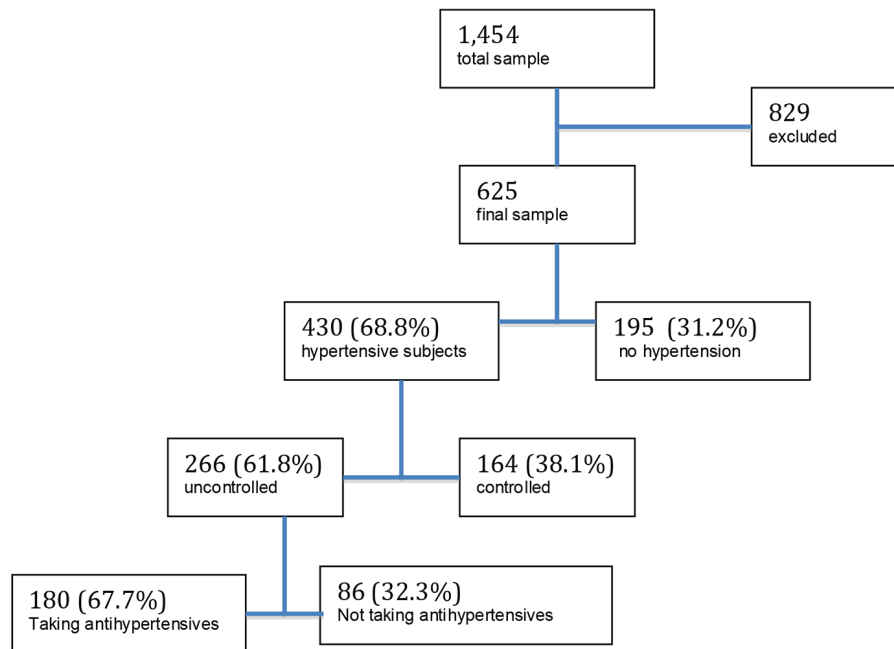 1,454
total sample
829
excluded
625
final sample
430 (68.8%)
hypertensive subjects
195 (31.2%)
no hypertension
266 (61.8%)
uncontrolled
164 (38.1%)
controlled
180 (67.7%)
Taking antihypertensives
86 (32.3%)
Not taking antihypertensives